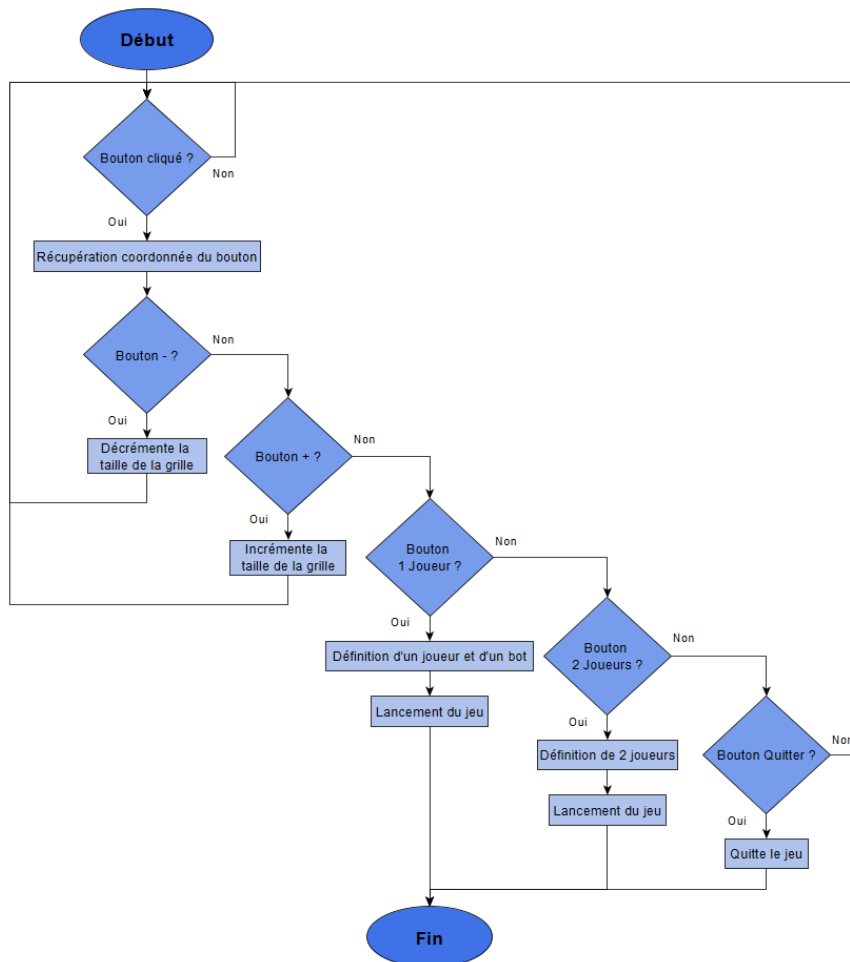 Début
Bouton cliqué ?
Non
Oui
Récupération coordonnée du bouton
Bouton - ?
Non
Oui
Décrémente la
taille de la grille
Bouton + ?
Non
Oui
Incrémente la
taille de la grille
Bouton
1 Joueur ?
Non
Oui
Définition d'un joueur et d'un bot
Lancement du jeu
Bouton
2 Joueurs ?
Non
Oui
Définition de 2 joueurs
Lancement du jeu
Bouton Quitter ?
Non
Oui
Quitte le jeu
Fin